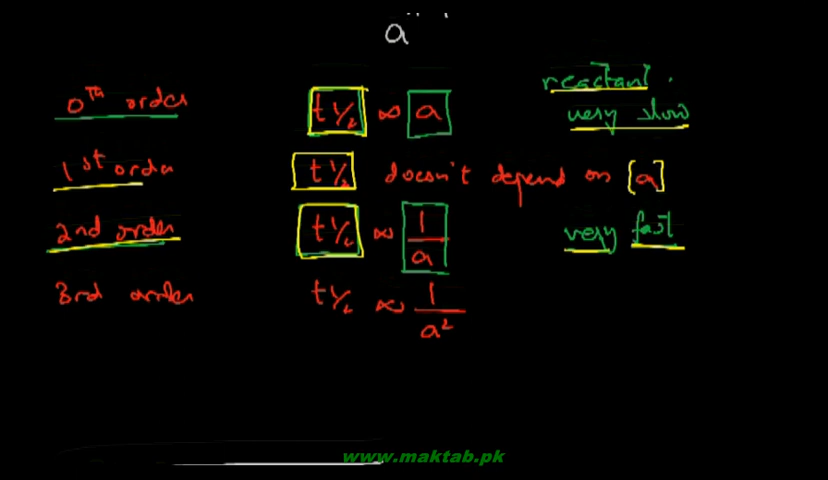 a
reactant.
0th order t½ ∝ a very slow
1st order t½ doesn't depend on [a]
2nd order t½ ∝ 1/a very fast
3rd order t½ ∝ 1/a²
www.maktab.pk